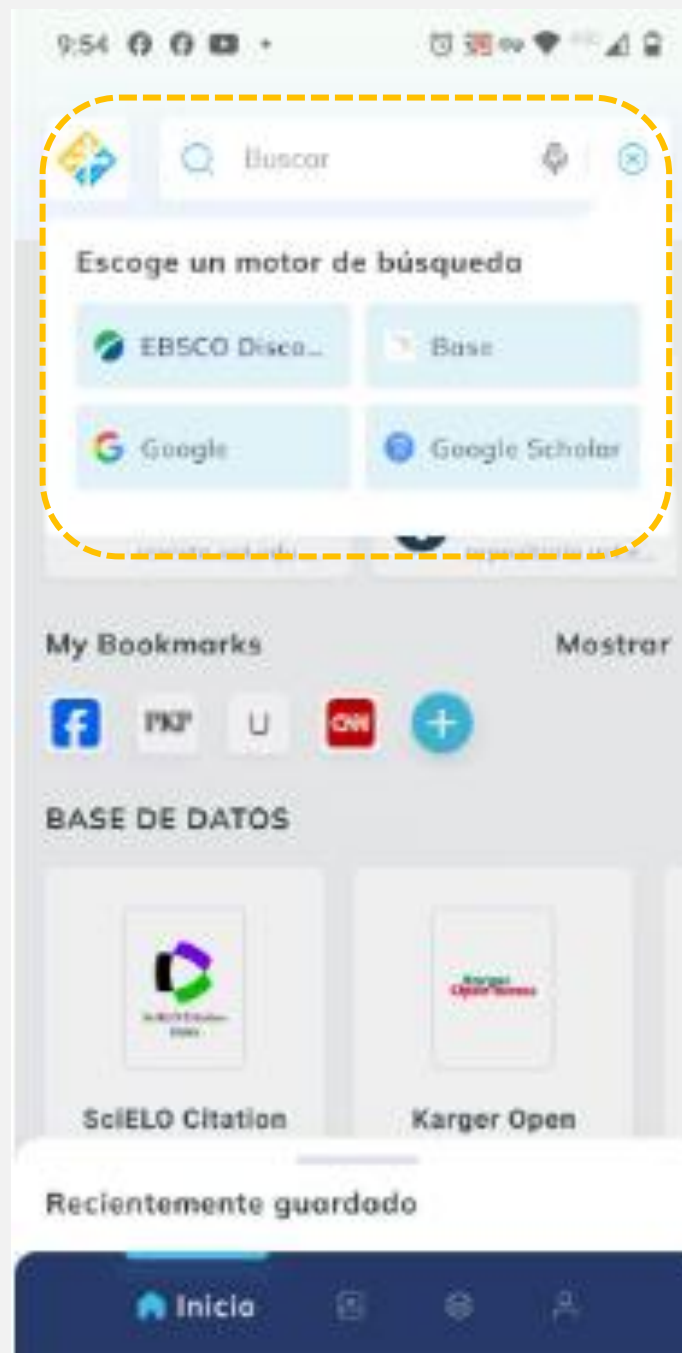 9:54
Buscar
Escoge un motor de búsqueda
EBSCO Disco...
Base
Google
Google Scholar
My Bookmarks
Mostrar
PKP
U
CNN
BASE DE DATOS
Karger
SciELO Citation
Karger Open
Recientemente guardado
Inicio